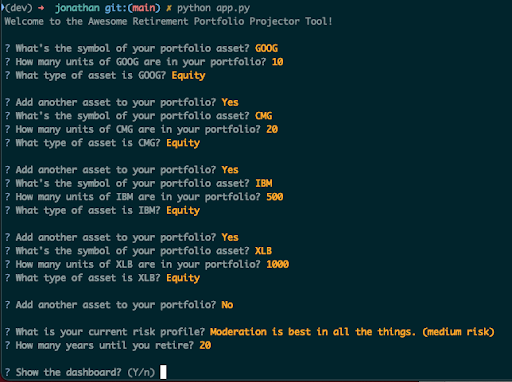 (dev) → jonathan git:(main) ✗ python app.py
Welcome to the Awesome Retirement Portfolio Projector Tool!
? What's the symbol of your portfolio asset? GOOG
? How many units of GOOG are in your portfolio? 10
? What type of asset is GOOG? Equity
? Add another asset to your portfolio? Yes
? What's the symbol of your portfolio asset? CMG
? How many units of CMG are in your portfolio? 20
? What type of asset is CMG? Equity
? Add another asset to your portfolio? Yes
? What's the symbol of your portfolio asset? IBM
? How many units of IBM are in your portfolio? 500
? What type of asset is IBM? Equity
? Add another asset to your portfolio? Yes
? What's the symbol of your portfolio asset? XLB
? How many units of XLB are in your portfolio? 1000
? What type of asset is XLB? Equity
? Add another asset to your portfolio? No
? What is your current risk profile? Moderation is best in all the things. (medium risk)
? How many years until you retire? 20
? Show the dashboard? (Y/n)